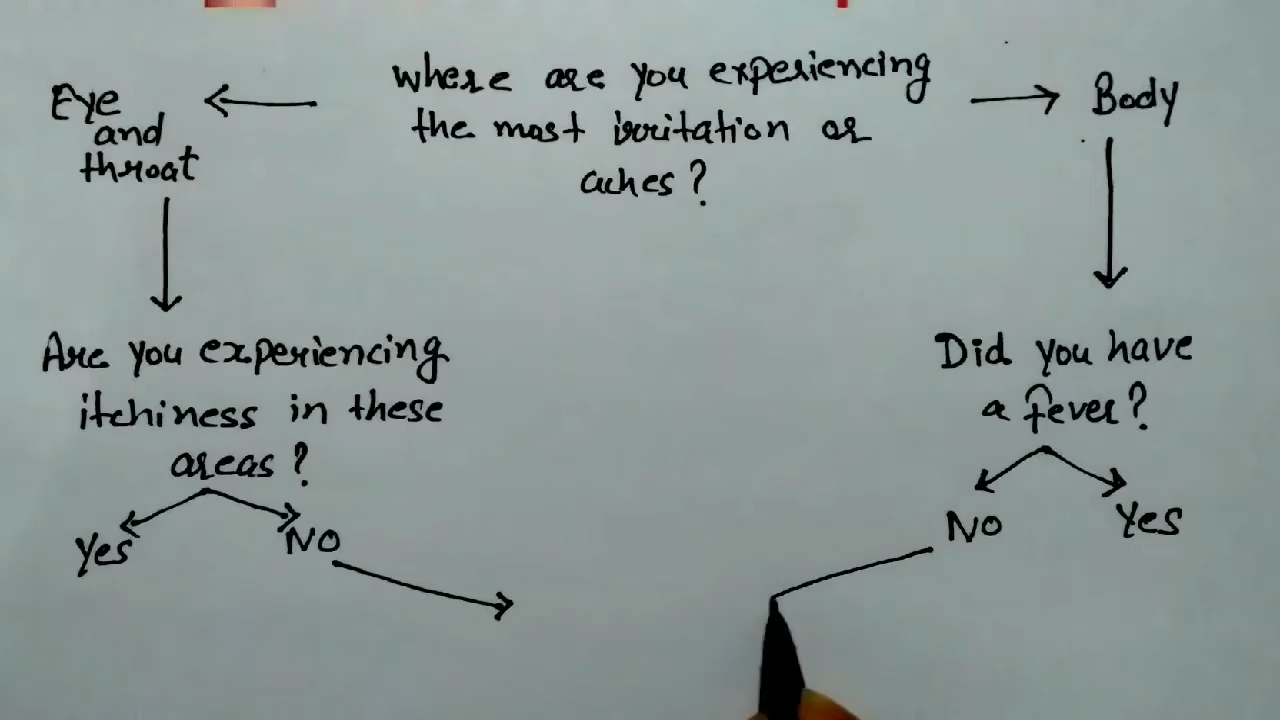 where are you experiencing
the most irritation or
aches?
Eye
and
throat
Body
Are you experiencing
itchiness in these
areas?
Yes
No
Did you have
a fever?
No
Yes